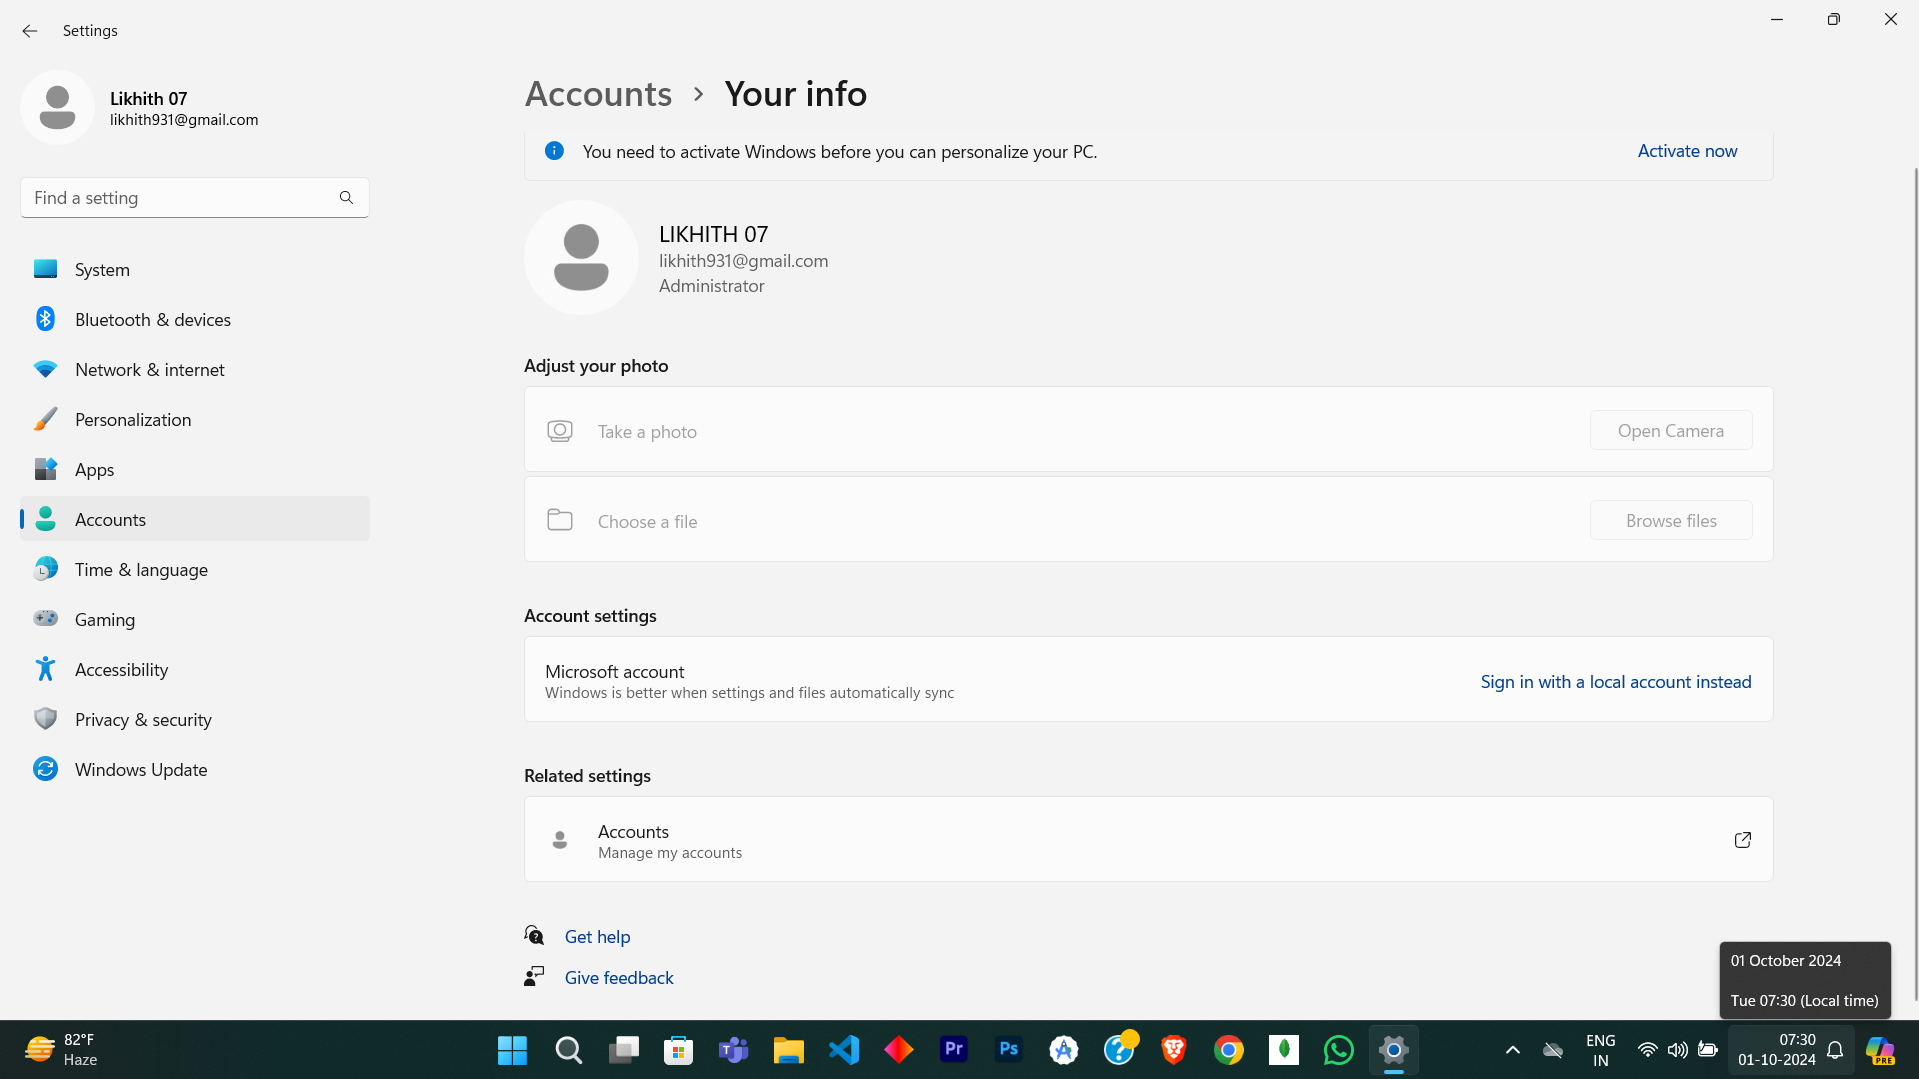 Settings
Likhith 07
likhith931@gmail.com
Find a setting
System
Bluetooth & devices
Network & internet
Personalization
Apps
Accounts
Time & language
Gaming
Accessibility
Privacy & security
Windows Update
Accounts > Your info
You need to activate Windows before you can personalize your PC.
Activate now
LIKHITH 07
likhith931@gmail.com
Administrator
Adjust your photo
Take a photo
Open Camera
Choose a file
Browse files
Account settings
Microsoft account
Windows is better when settings and files automatically sync
Sign in with a local account instead
Related settings
Accounts
Manage my accounts
Get help
Give feedback
01 October 2024
Tue 07:30 (Local time)
82°F
Haze
Pr
Ps
ENG
IN
07:30
01-10-2024
PRE